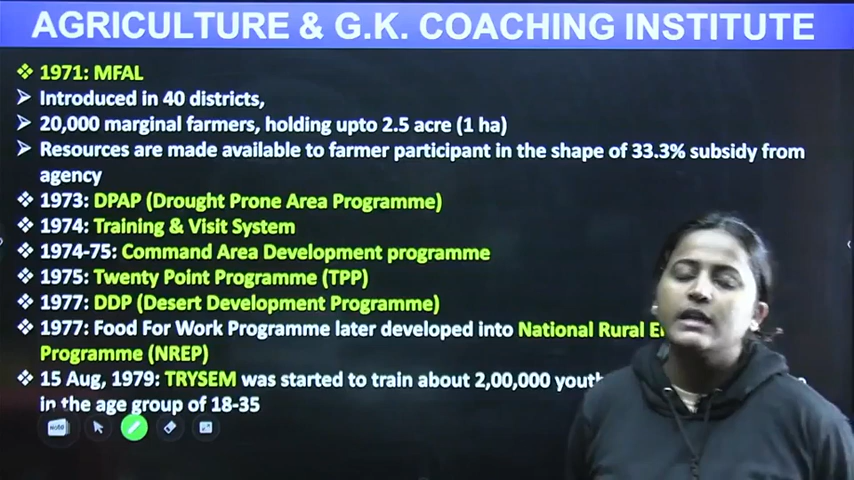 AGRICULTURE & G.K. COACHING INSTITUTE
❖ 1971: MFAL
➢ Introduced in 40 districts,
➢ 20,000 marginal farmers, holding upto 2.5 acre (1 ha)
➢ Resources are made available to farmer participant in the shape of 33.3% subsidy from
agency
❖ 1973: DPAP (Drought Prone Area Programme)
❖ 1974: Training & Visit System
❖ 1974-75: Command Area Development programme
❖ 1975: Twenty Point Programme (TPP)
❖ 1977: DDP (Desert Development Programme)
❖ 1977: Food For Work Programme later developed into National Rural
Programme (NREP)
❖ 15 Aug, 1979: TRYSEM was started to train about 2,00,000
in the age group of 18-35